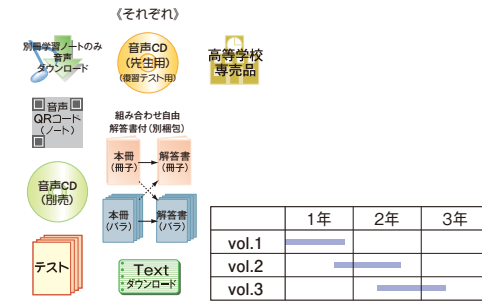 《それぞれ》
別冊学習ノートのみ
音声
ダウンロード
音声CD
(先生用)
(復習テスト用)
高等学校
専売品
音声
QRコード
(ノート)
組み合わせ自由
解答書付(別梱包)
本冊
(冊子)
解答書
(冊子)
音声CD
(別売)
本冊
(バラ)
解答書
(バラ)
テスト
Text
ダウンロード
1年 2年 3年
vol.1
vol.2
vol.3